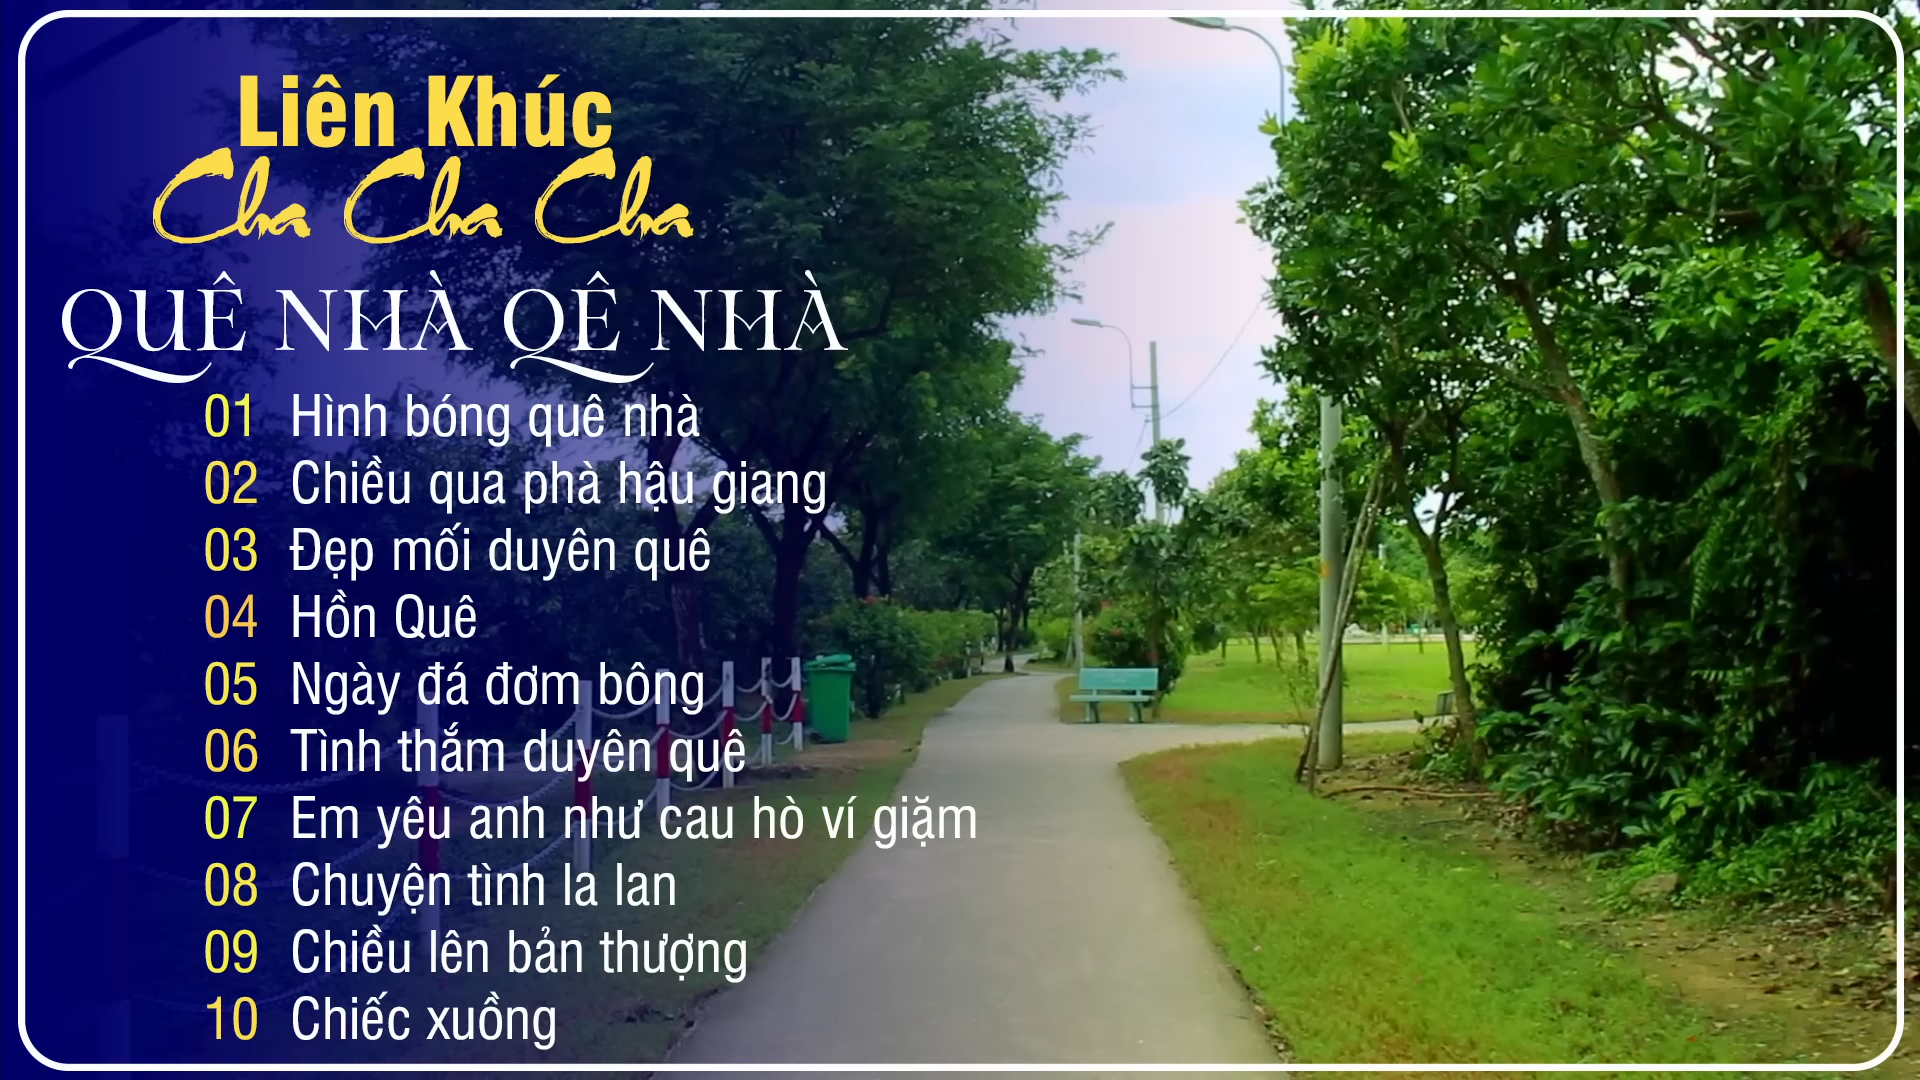 Liên Khúc
Cha Cha Cha
QUÊ NHÀ QÊ NHÀ
01 Hình bóng quê nhà
02 Chiều qua phà hậu giang
03 Đẹp mối duyên quê
04 Hồn Quê
05 Ngày đá đơm bông
06 Tình thắm duyên quê
07 Em yêu anh như cau hò ví giặm
08 Chuyện tình la lan
09 Chiều lên bản thượng
10 Chiếc xuồng